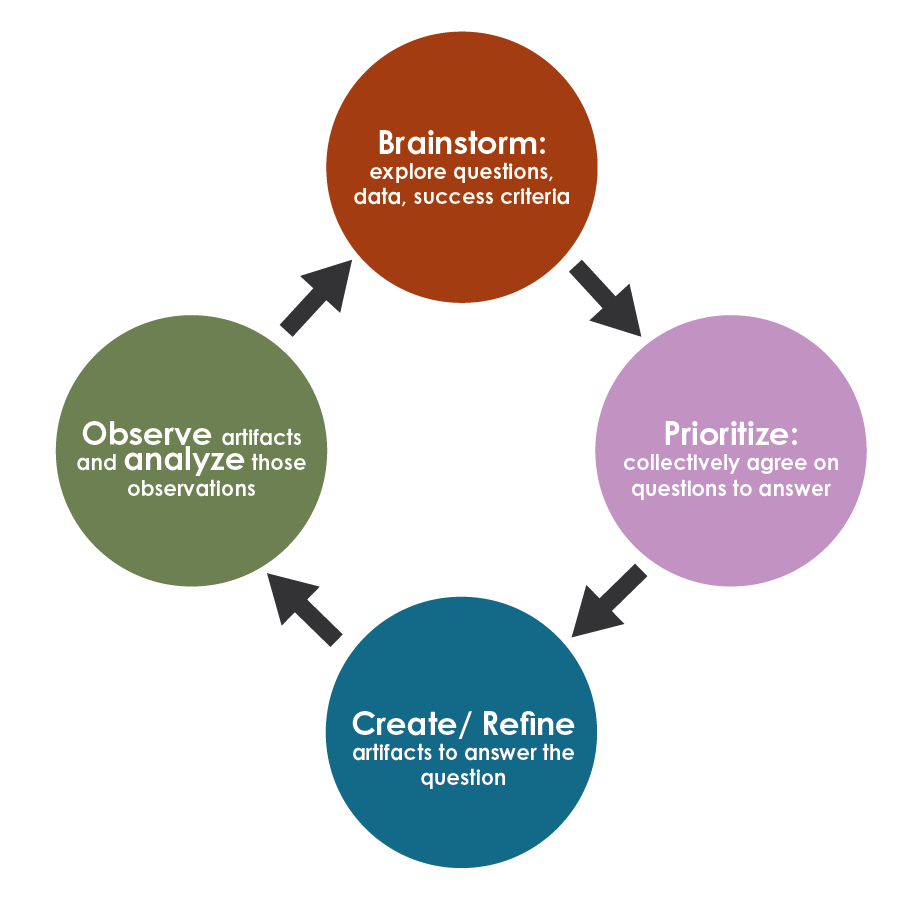 Brainstorm:
explore questions,
data, success criteria
Prioritize:
collectively agree on
questions to answer
Create/ Refine
artifacts to answer the
question
Observe artifacts
and analyze those
observations